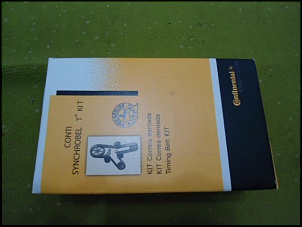 Continental
CONTI
SYNCHROBELT KIT
KIT Correia dentada
KIT Correa dentada
Timing Belt KIT